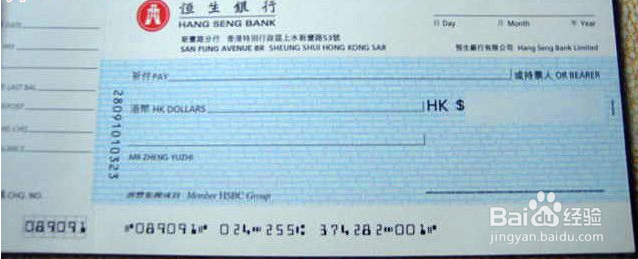 恒生銀行
HANG SENG BANK
新豐路分行 香港特別行政區上水新豐路53號
SAN FUNG AVENUE BR SHEUNG SHUI HONG KONG SAR
日 Day 月 Month 年 Year
恒生銀行有限公司 Hang Seng Bank Limited
祈付 PAY 或持票人 OR BEARER
港幣 HK DOLLARS HK $
MR ZHENG YUZHI
滙豐集團成員 Member HSBC Group
28091010323
LAST BAL
CHQ. NO.
089091
⑈089091⑈ 024⑉255⑆ 374282⑉001⑈
Baidu 经验
jingyan.baidu.com